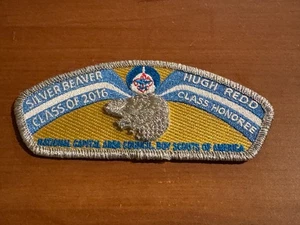 SILVER BEAVER
CLASS OF 2016
HUGH REDD
CLASS HONOREE
NATIONAL CAPITAL AREA COUNCIL, BOY SCOUTS OF AMERICA